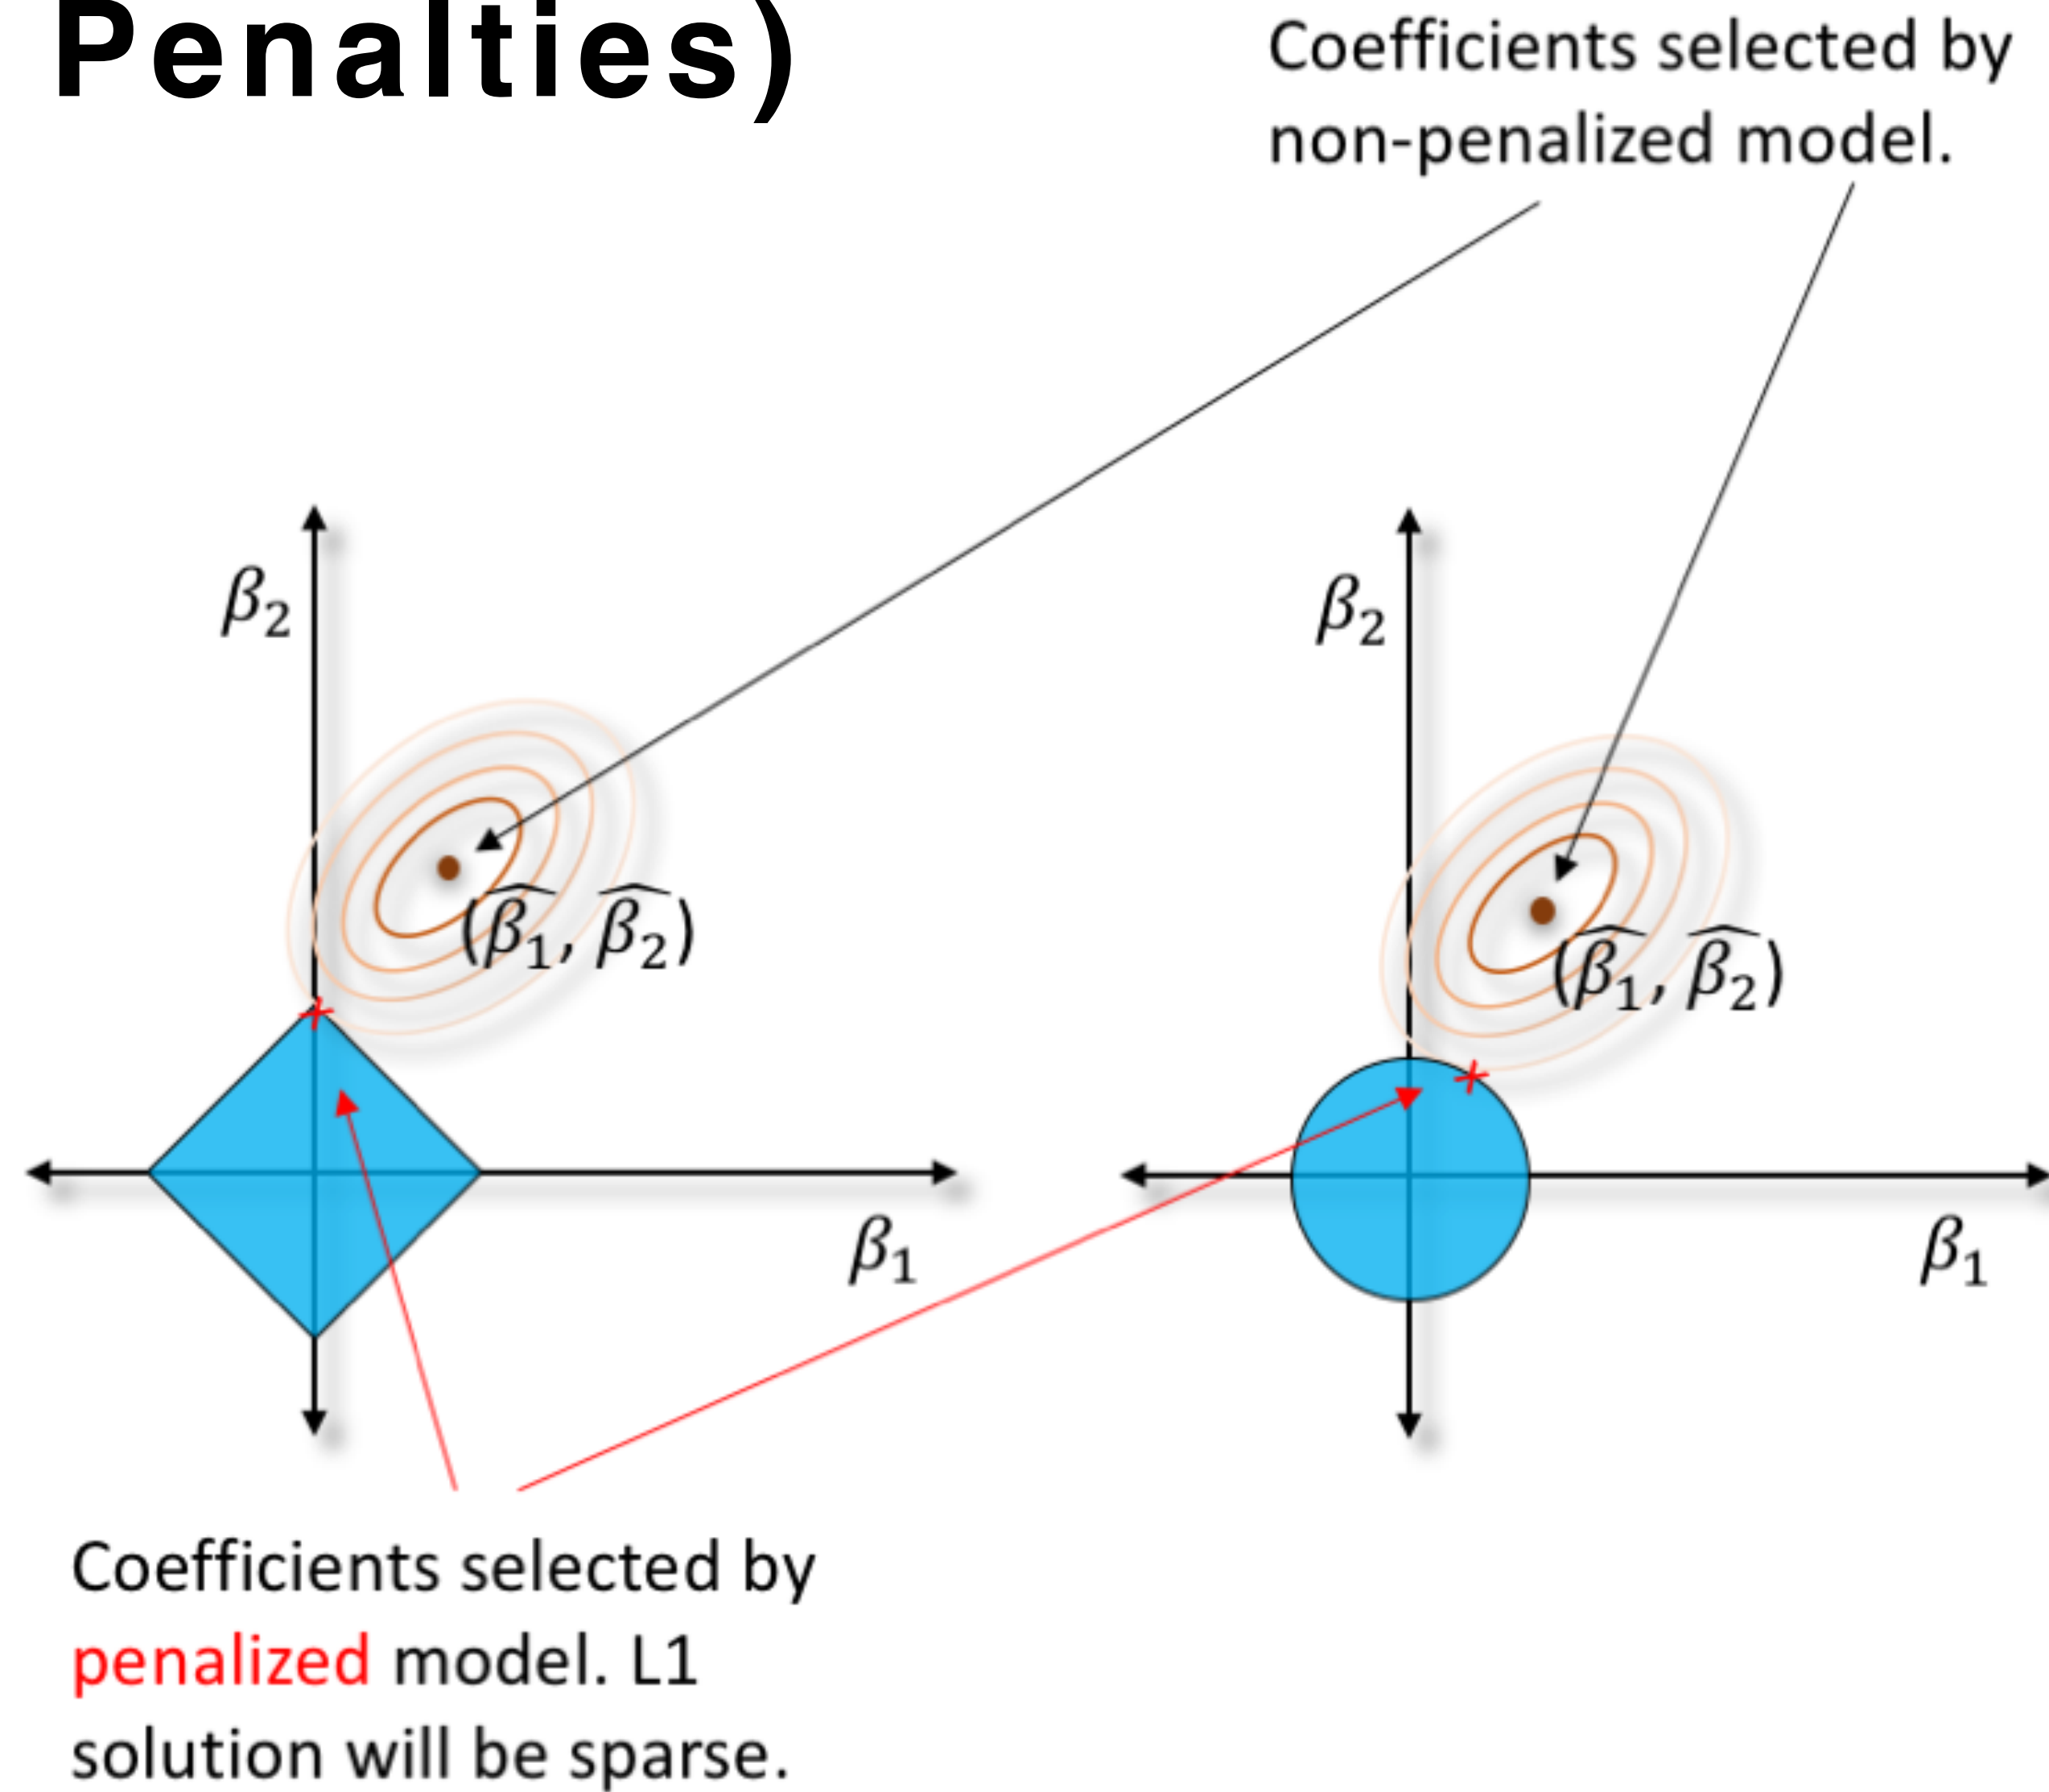 Penalties)
Coefficients selected by
non-penalized model.
β₂
β₂
(β̂₁, β̂₂)
(β̂₁, β̂₂)
β₁
β₁
Coefficients selected by
penalized model. L1
solution will be sparse.